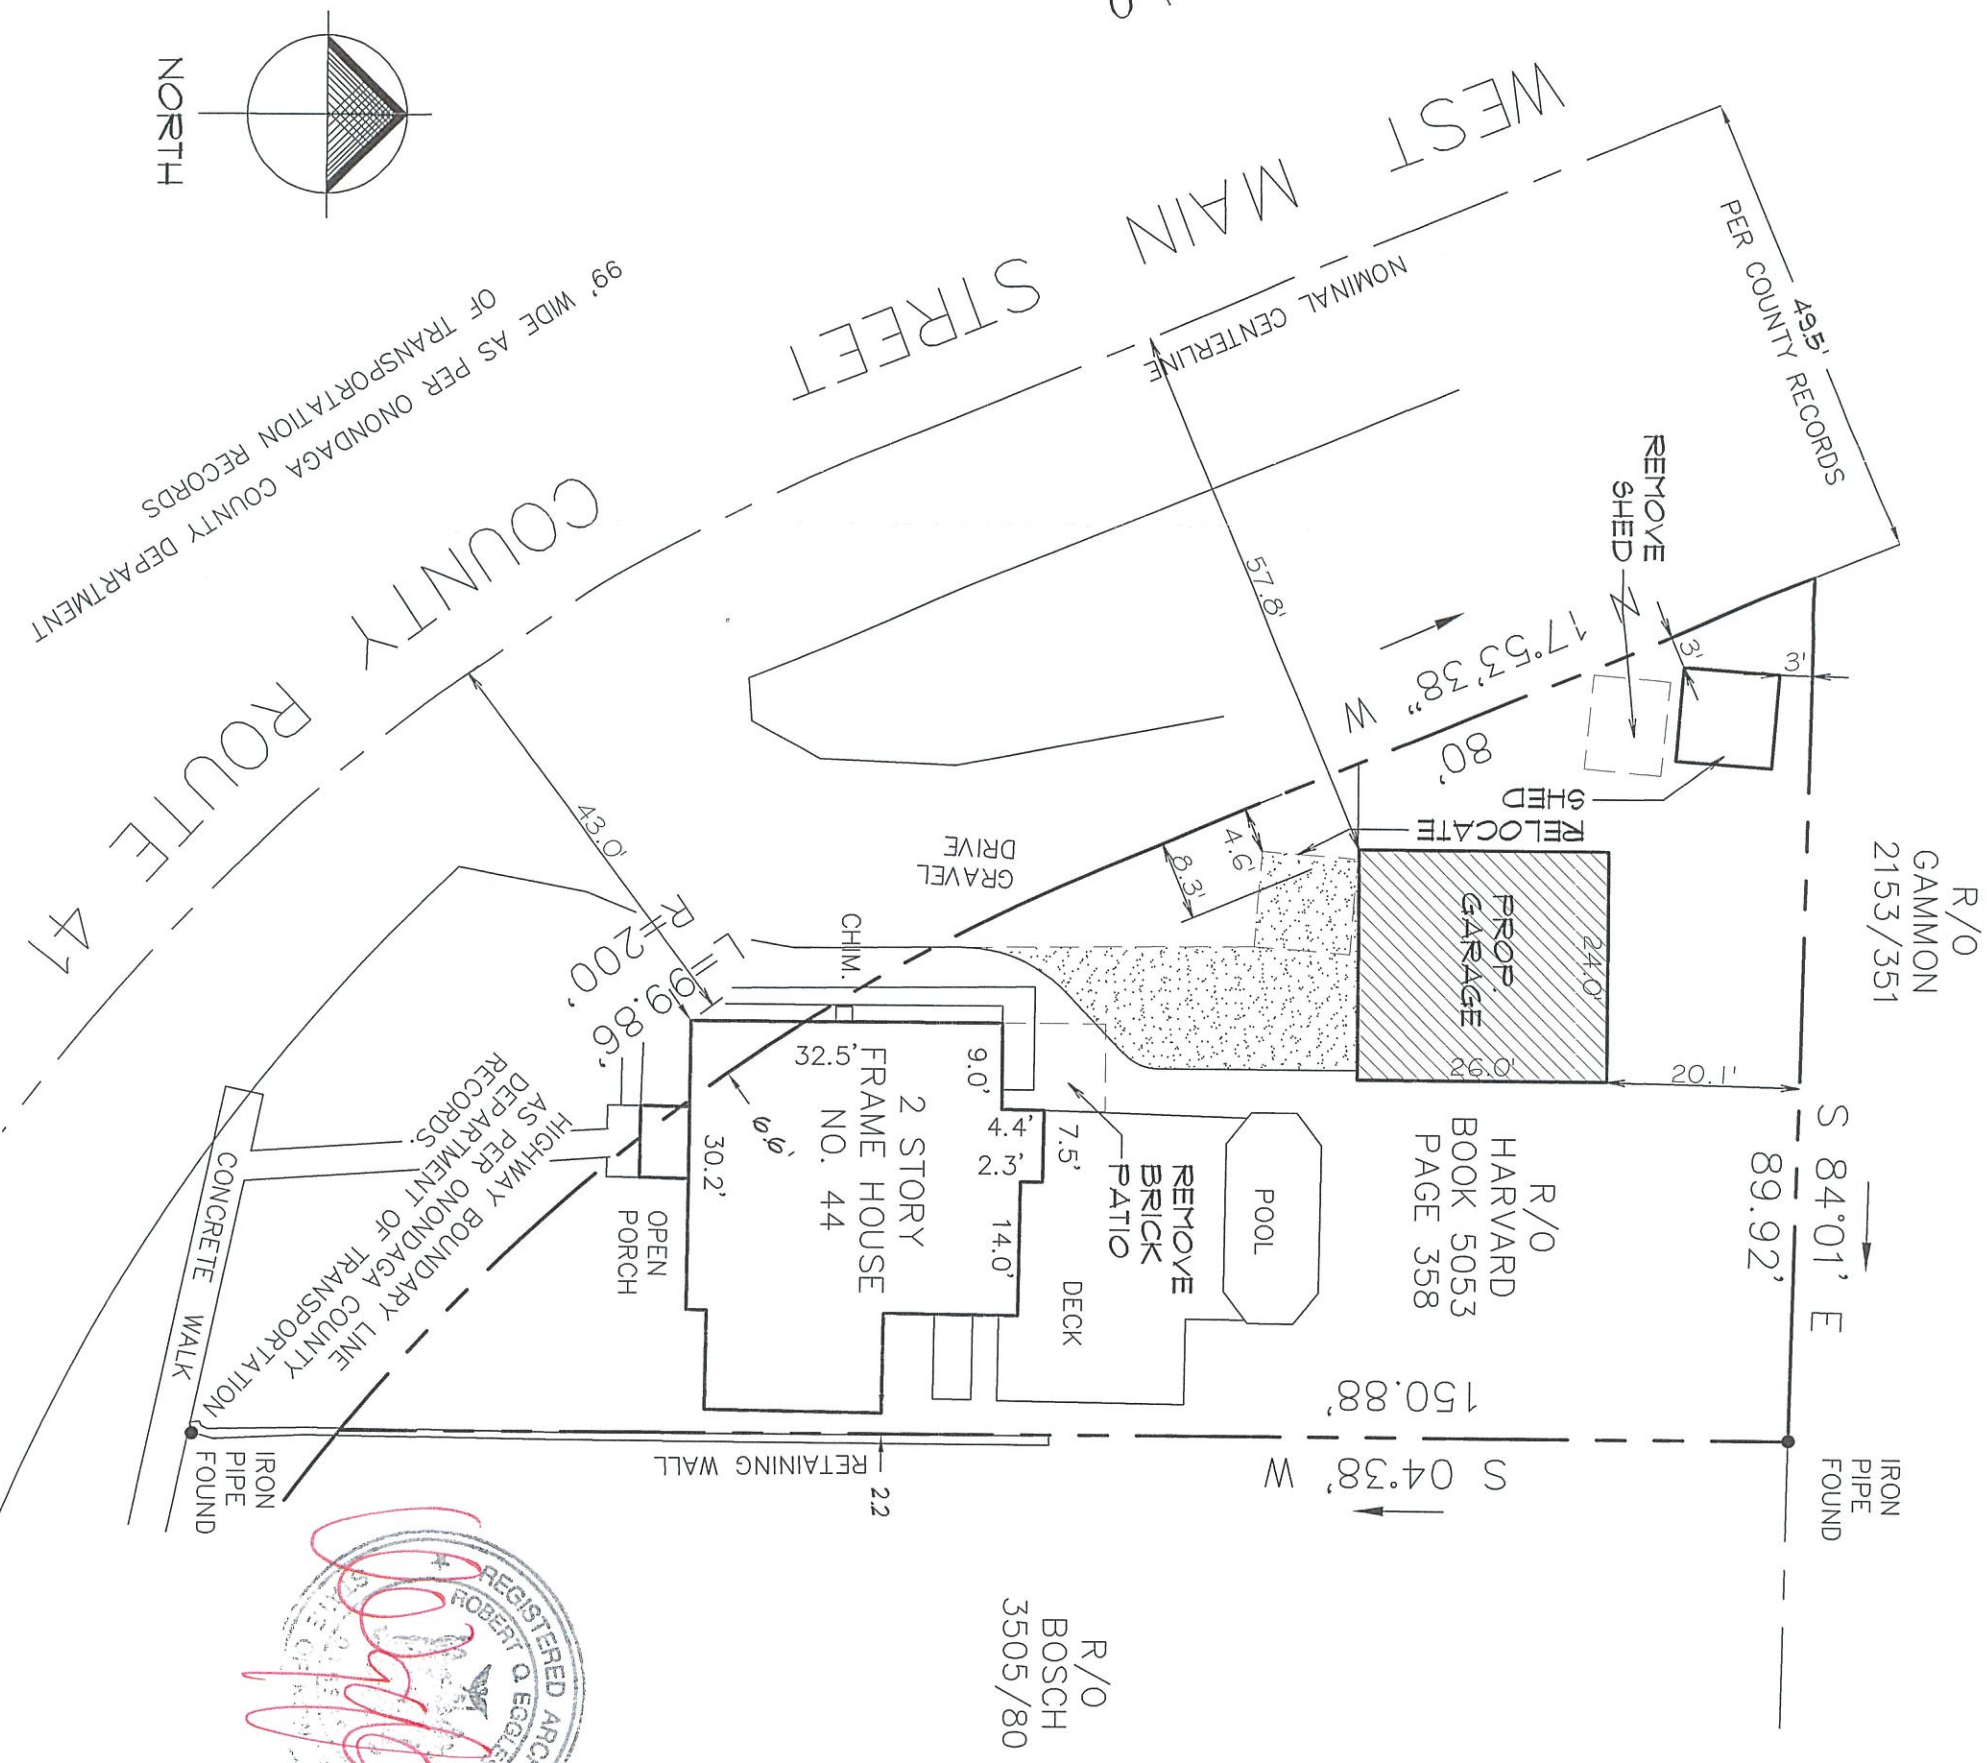 NORTH
WEST MAIN STREET
NOMINAL CENTERLINE
49.5'
PER COUNTY RECORDS
99' WIDE AS PER ONONDAGA COUNTY DEPARTMENT
OF TRANSPORTATION RECORDS
COUNTY ROUTE 41
REMOVE
SHED
57.8'
N 17°53'38" W
80'
3'
3'
RELOCATE
SHED
R/O
GAMMON
2153/351
43.0'
GRAVEL
DRIVE
4.6'
8.3'
PROP.
GARAGE
24.0'
26.0'
20.1'
L=99.86'
R=200'
CHIM.
2 STORY
FRAME HOUSE
NO. 44
32.5'
9.0'
4.4'
7.5'
2.3'
14.0'
30.2'
6.6'
REMOVE
BRICK
PATIO
DECK
POOL
R/O
HARVARD
BOOK 5053
PAGE 358
S 84°01' E
89.92'
OPEN
PORCH
HIGHWAY BOUNDARY LINE
AS PER ONONDAGA COUNTY
DEPARTMENT OF TRANSPORTATION
RECORDS.
CONCRETE WALK
150.88'
S 04°38' W
RETAINING WALL
2.2
IRON
PIPE
FOUND
IRON
PIPE
FOUND
R/O
BOSCH
3505/80
REGISTERED
ROBERT Q.